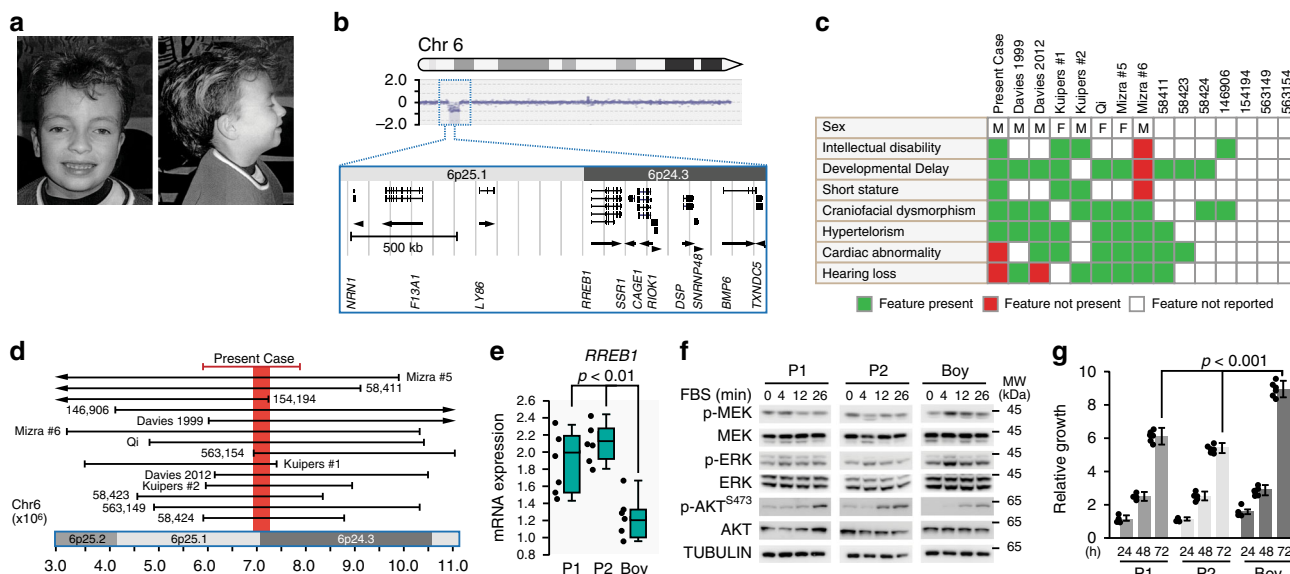 a
b
Chr 6
2.0
0
–2.0
6p25.1
6p24.3
500 kb
NRN1
F13A1
LY86
RREB1
SSR1
CAGE1
RIOK1
DSP
SNRNP48
BMP6
TXNDC5
c
Present Case
Davies 1999
Davies 2012
Kuipers #1
Kuipers #2
Qi
Mizra #5
Mizra #6
58411
58423
58424
146906
154194
563149
563154
Sex M M M F M F F M
Intellectual disability
Developmental Delay
Short stature
Craniofacial dysmorphism
Hypertelorism
Cardiac abnormality
Hearing loss
Feature present Feature not present Feature not reported
d
Present Case
Mizra #5
58,411
154,194
146,906
Davies 1999
Mizra #6
Qi
563,154
Kuipers #1
Davies 2012
Kuipers #2
58,423
563,149
58,424
Chr6
(x10⁶)
6p25.2 6p25.1 6p24.3
3.0 4.0 5.0 6.0 7.0 8.0 9.0 10.0 11.0
e
RREB1
p < 0.01
mRNA expression
2.6
2.4
2.2
2.0
1.8
1.6
1.4
1.2
1.0
0.8
P1 P2 Boy
f
P1 P2 Boy MW
(kDa)
FBS (min) 0 4 12 26 0 4 12 26 0 4 12 26
p-MEK 45
MEK 45
p-ERK 45
ERK 45
p-AKTS473 65
AKT 65
TUBULIN 65
g
p < 0.001
Relative growth
10
8
6
4
2
0
(h) 24 48 72 24 48 72 24 48 72
P1 P2 Boy